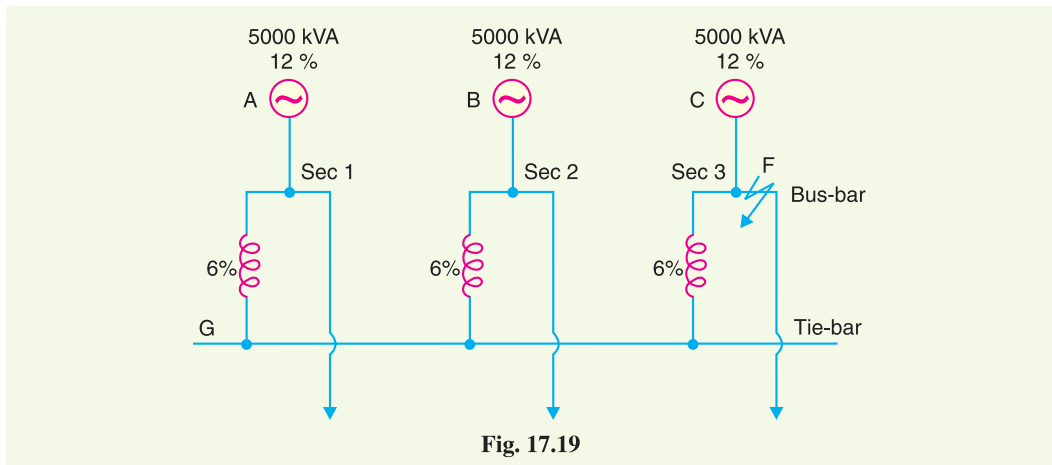 5000 kVA
12 %
A
5000 kVA
12 %
B
5000 kVA
12 %
C
Sec 1
Sec 2
Sec 3
F
Bus-bar
6%
6%
6%
G
Tie-bar
Fig. 17.19